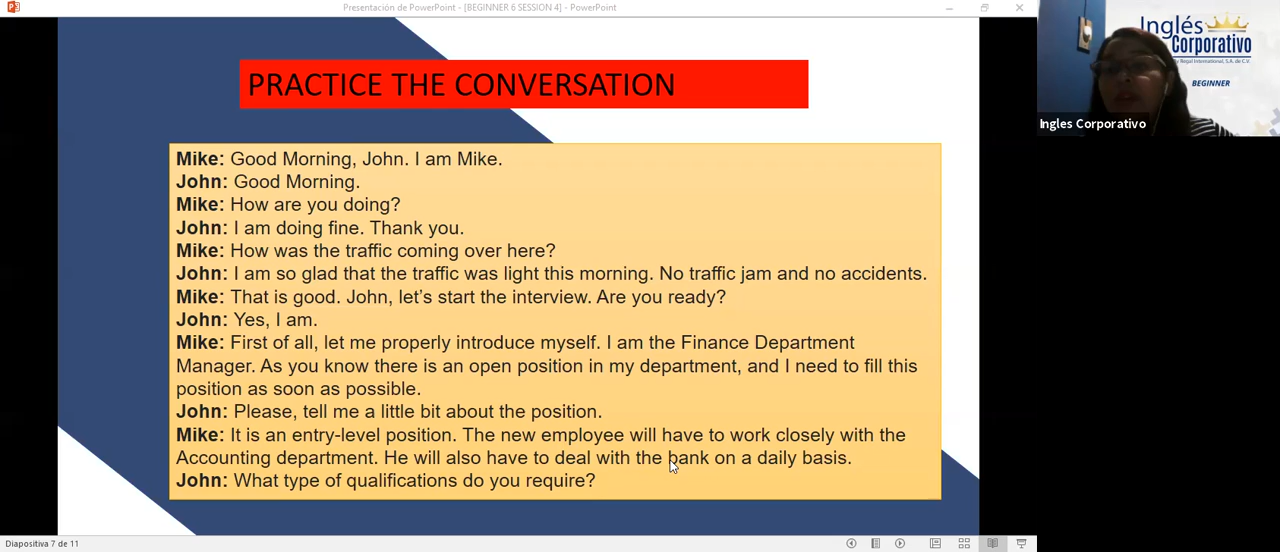 Presentación de PowerPoint - [BEGINNER 6 SESSION 4] - PowerPoint
PRACTICE THE CONVERSATION
Mike: Good Morning, John. I am Mike.
John: Good Morning.
Mike: How are you doing?
John: I am doing fine. Thank you.
Mike: How was the traffic coming over here?
John: I am so glad that the traffic was light this morning. No traffic jam and no accidents.
Mike: That is good. John, let’s start the interview. Are you ready?
John: Yes, I am.
Mike: First of all, let me properly introduce myself. I am the Finance Department
Manager. As you know there is an open position in my department, and I need to fill this
position as soon as possible.
John: Please, tell me a little bit about the position.
Mike: It is an entry-level position. The new employee will have to work closely with the
Accounting department. He will also have to deal with the bank on a daily basis.
John: What type of qualifications do you require?
Diapositiva 7 de 11
Inglés
Corporativo
Regal International, S.A. de C.V.
BEGINNER
Ingles Corporativo